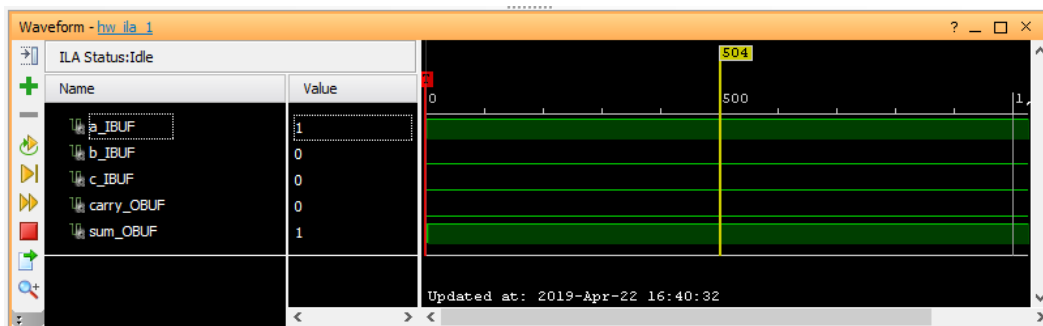 Waveform - hw_ila_1 ? _ □ ×
ILA Status:Idle
504
Name Value
T
0 500 1,
a_IBUF 1
b_IBUF 0
c_IBUF 0
carry_OBUF 0
sum_OBUF 1
Updated at: 2019-Apr-22 16:40:32